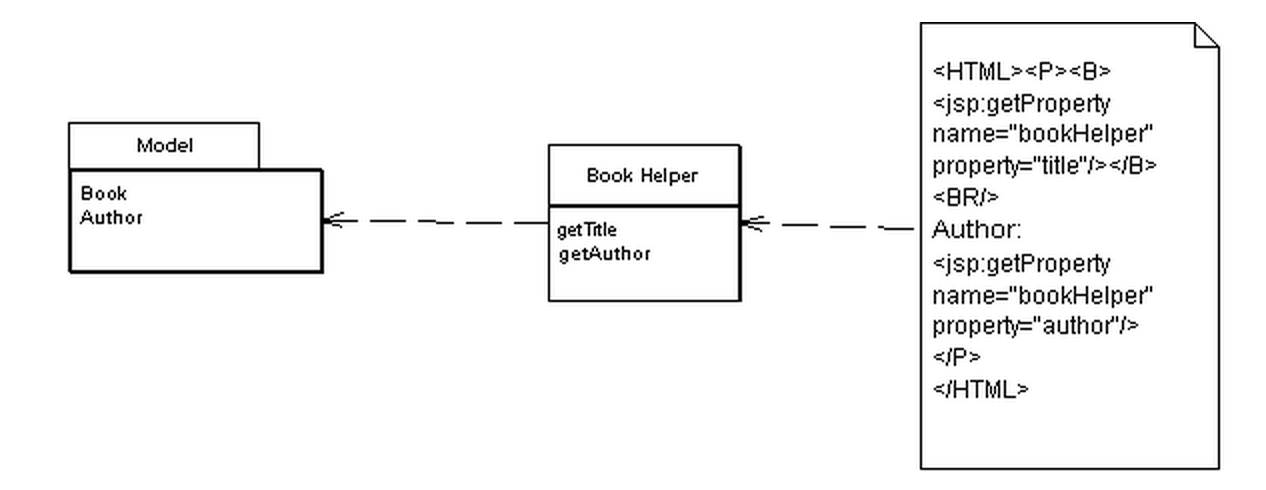 Model
Book
Author
Book Helper
getTitle
getAuthor
<HTML><P><B>
<jsp:getProperty
name="bookHelper"
property="title"/></B>
<BR/>
Author:
<jsp:getProperty
name="bookHelper"
property="author"/>
</P>
</HTML>